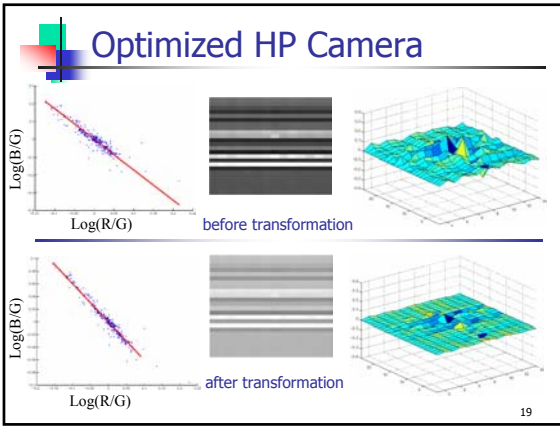 Optimized HP Camera
Log(B/G)
Log(R/G)
before transformation
Log(B/G)
Log(R/G)
after transformation
19